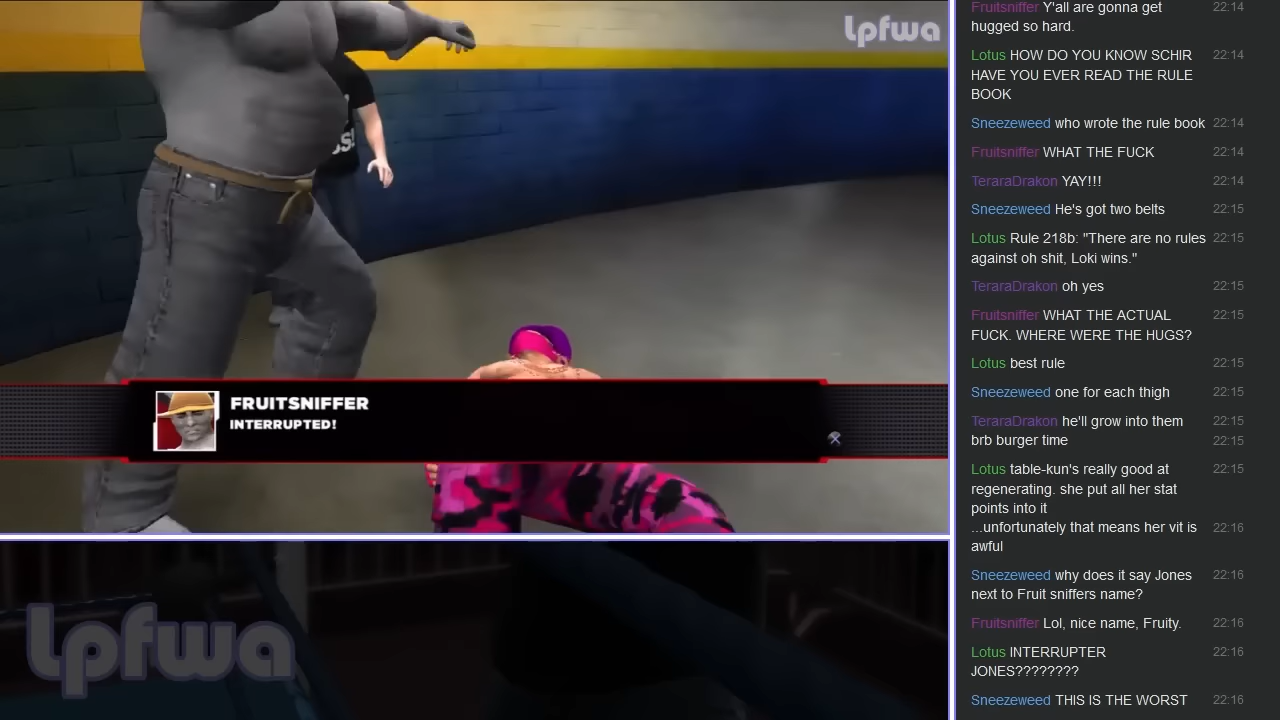 lpfwa
SS!
FRUITSNIFFER
INTERRUPTED!
lpfwa
Fruitsniffer Y'all are gonna get 22:14
hugged so hard.
Lotus HOW DO YOU KNOW SCHIR 22:14
HAVE YOU EVER READ THE RULE
BOOK
Sneezeweed who wrote the rule book 22:14
Fruitsniffer WHAT THE FUCK 22:14
TeraraDrakon YAY!!! 22:14
Sneezeweed He's got two belts 22:15
Lotus Rule 218b: "There are no rules 22:15
against oh shit, Loki wins."
TeraraDrakon oh yes 22:15
Fruitsniffer WHAT THE ACTUAL 22:15
FUCK. WHERE WERE THE HUGS?
Lotus best rule 22:15
Sneezeweed one for each thigh 22:15
TeraraDrakon he'll grow into them 22:15
brb burger time 22:15
Lotus table-kun's really good at 22:15
regenerating. she put all her stat
points into it
...unfortunately that means her vit is 22:16
awful
Sneezeweed why does it say Jones 22:16
next to Fruit sniffers name?
Fruitsniffer Lol, nice name, Fruity. 22:16
Lotus INTERRUPTER 22:16
JONES????????
Sneezeweed THIS IS THE WORST 22:16